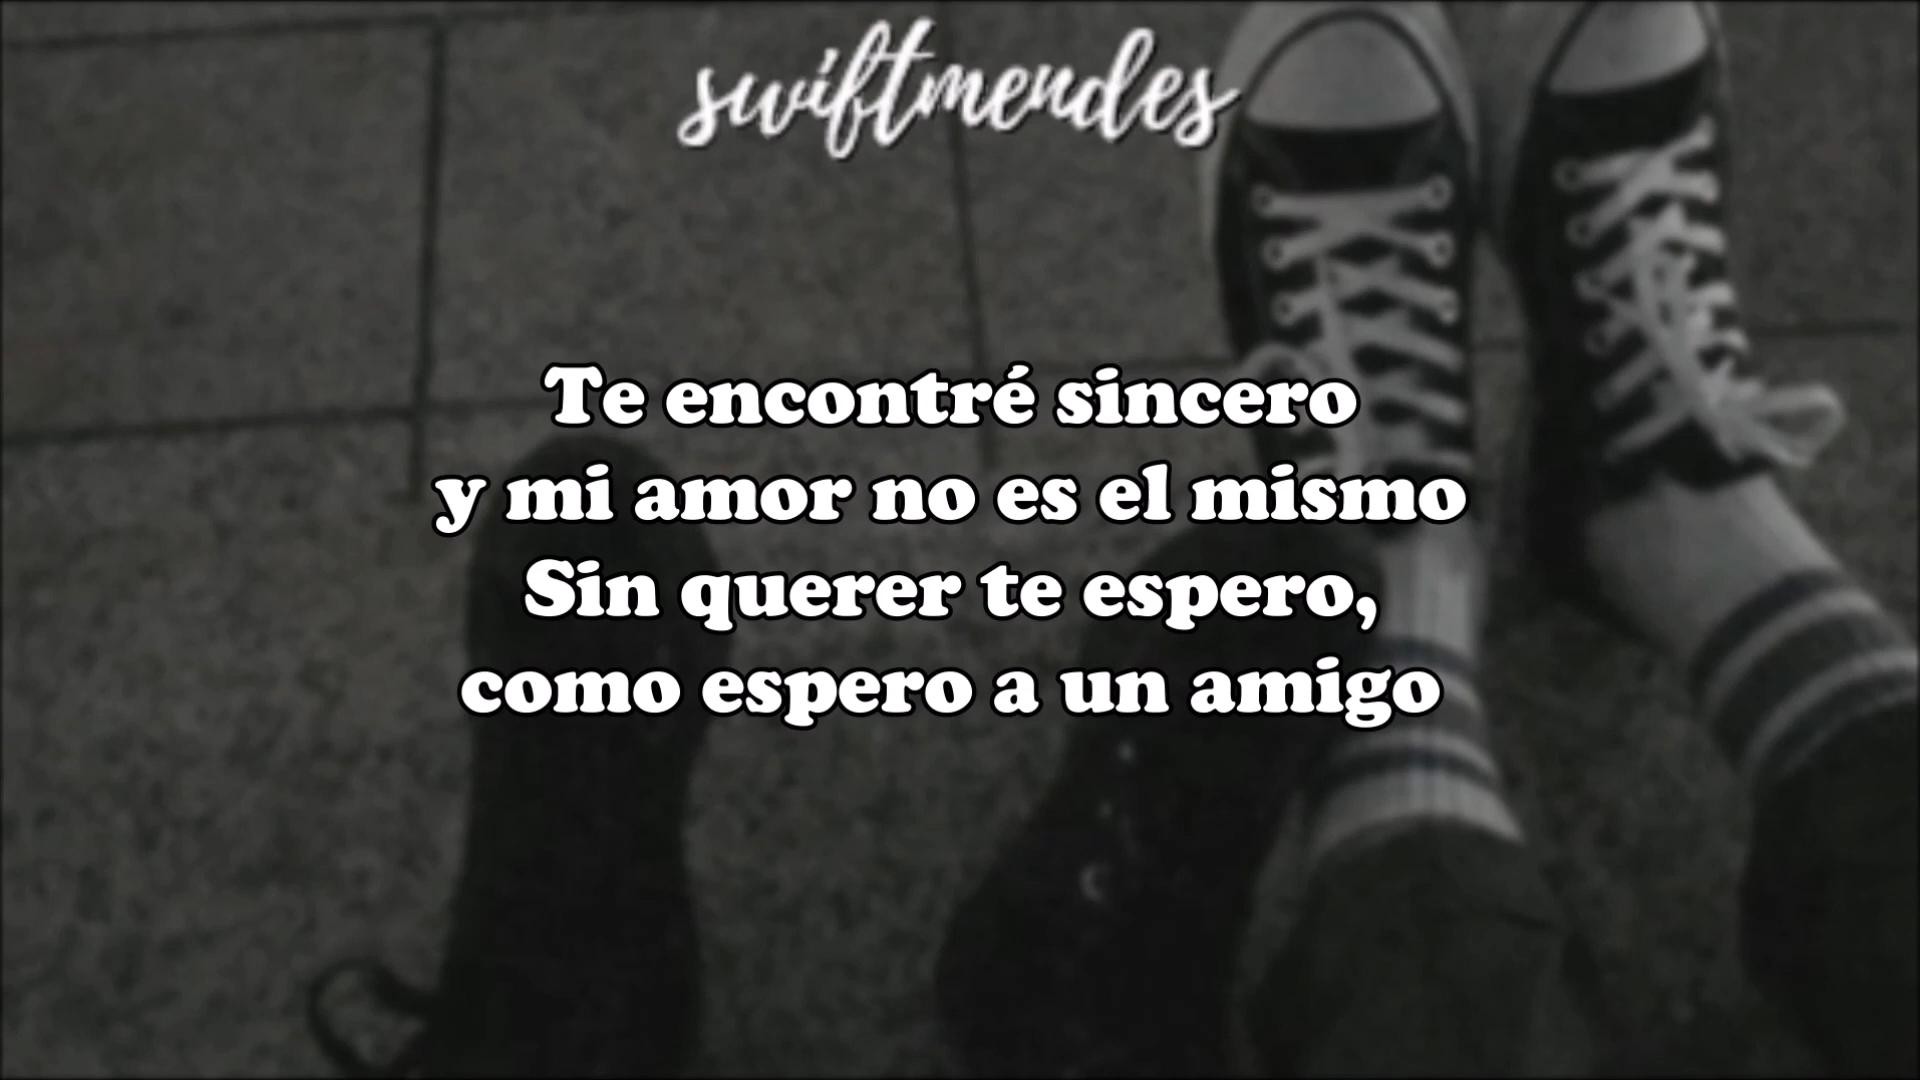 swiftmendes
Te encontré sincero
y mi amor no es el mismo
Sin querer te espero,
como espero a un amigo